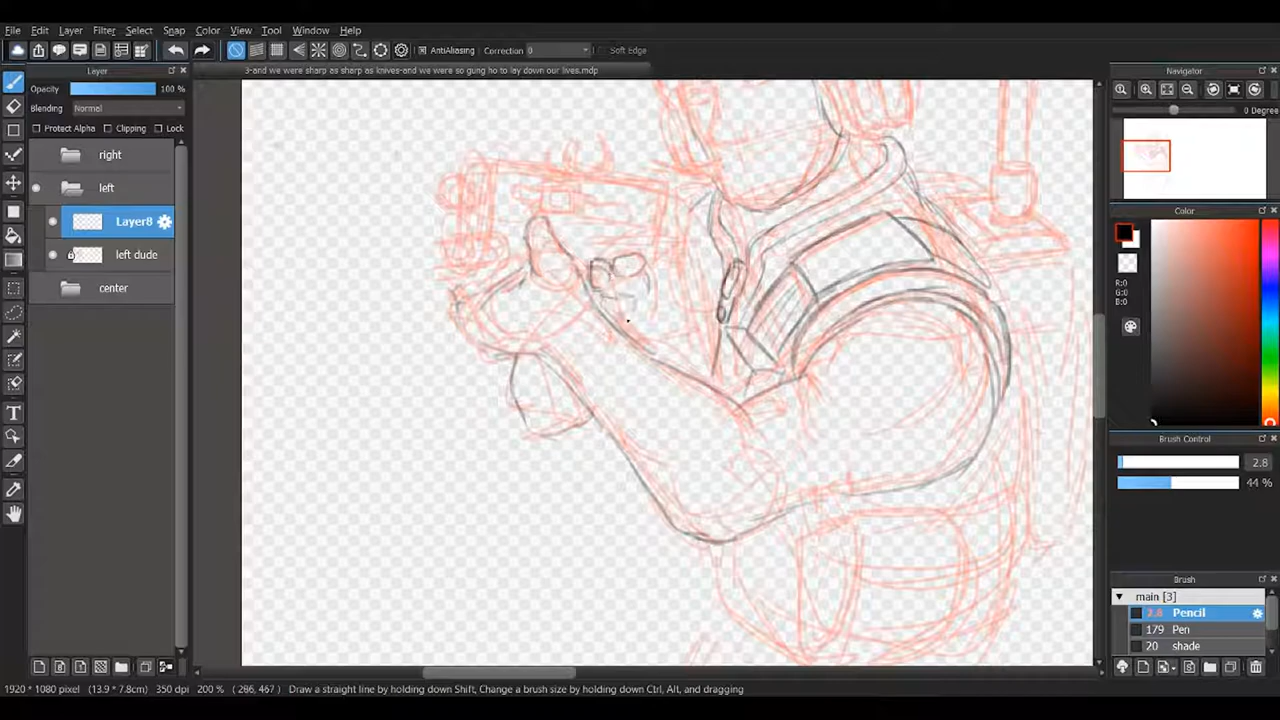 File Edit Layer Filter Select Snap Color View Tool Window Help
AntiAliasing Correction 0 Soft Edge
Layer
3-and we were sharp as sharp as knives-and we were so gung ho to lay down our lives.mdp
Navigator
Opacity 100 %
Blending Normal
0 Degree
Protect Alpha Clipping Lock
right
left
Layer8
left dude
center
Color
R:0
G:0
B:0
Brush Control
2.8
44 %
Brush
main [3]
2.8 Pencil
179 Pen
20 shade
1920 * 1080 pixel (13.9 * 7.8cm) 350 dpi 200 % ( 286, 467 ) Draw a straight line by holding down Shift, Change a brush size by holding down Ctrl, Alt, and dragging